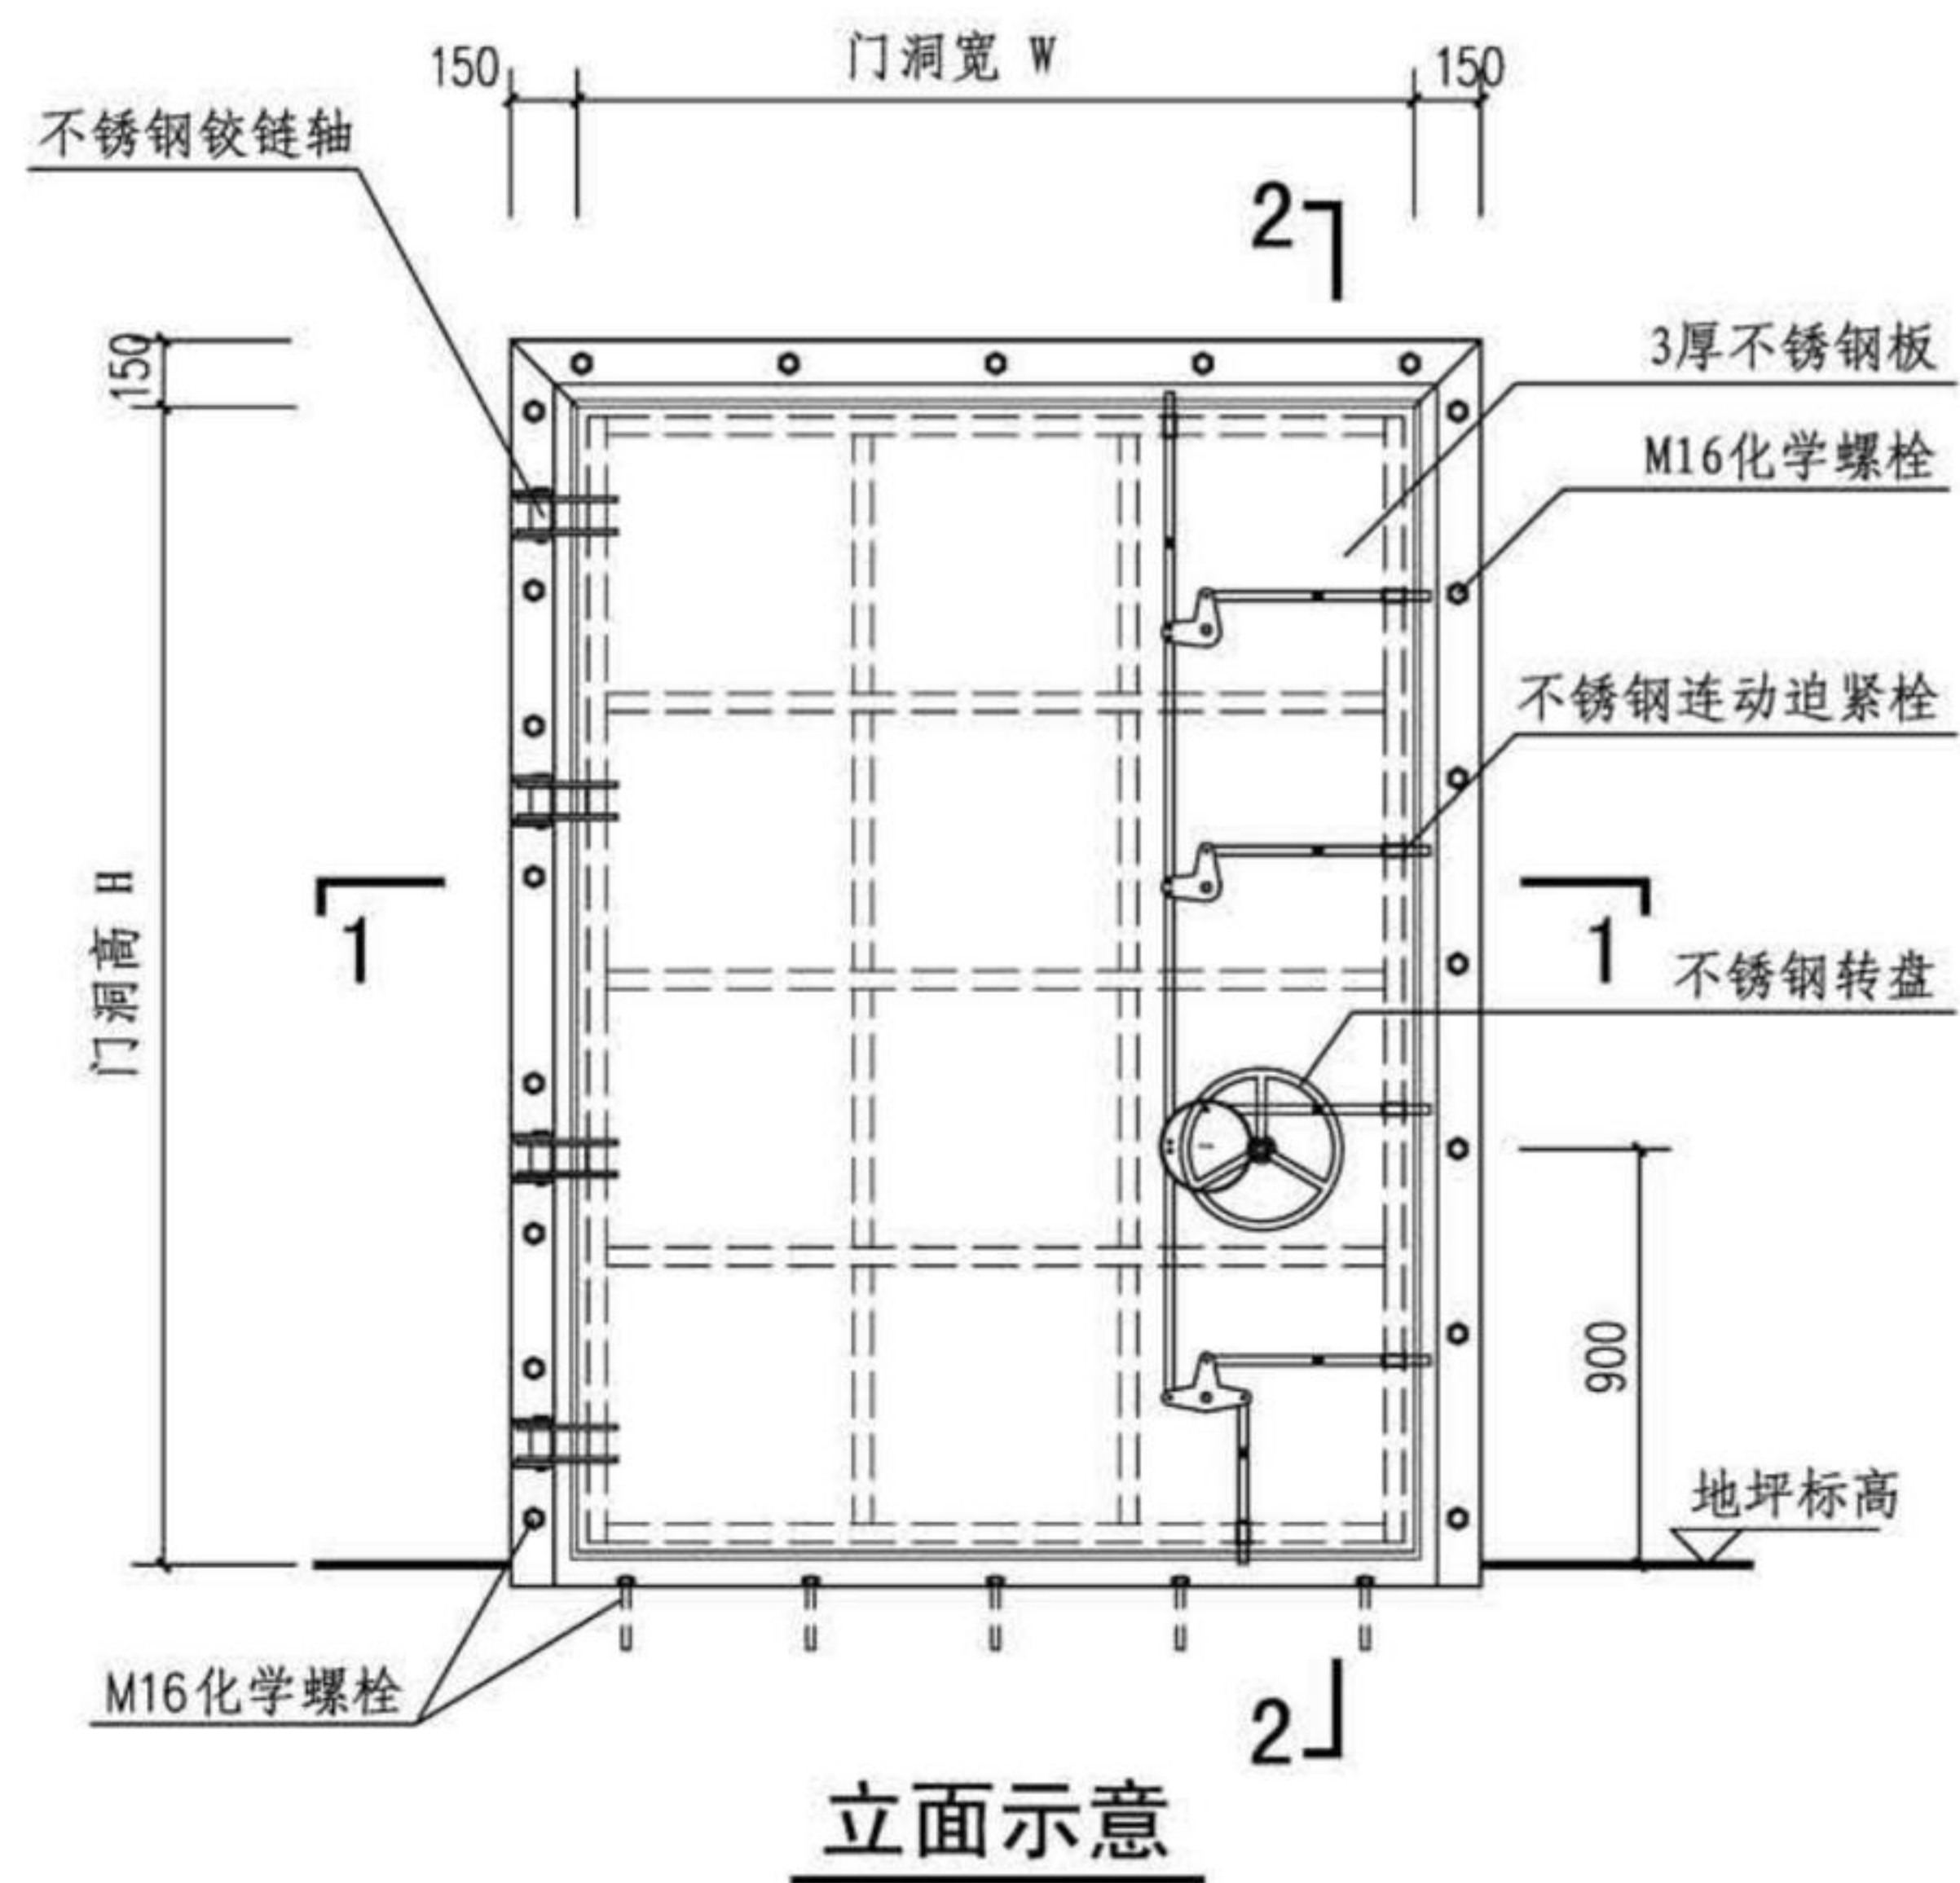 150
门洞宽 W
150
不锈钢铰链轴
2
150
3厚不锈钢板
M16化学螺栓
不锈钢连动迫紧栓
门洞高 H
1
1
不锈钢转盘
900
地坪标高
M16化学螺栓
2
立面示意